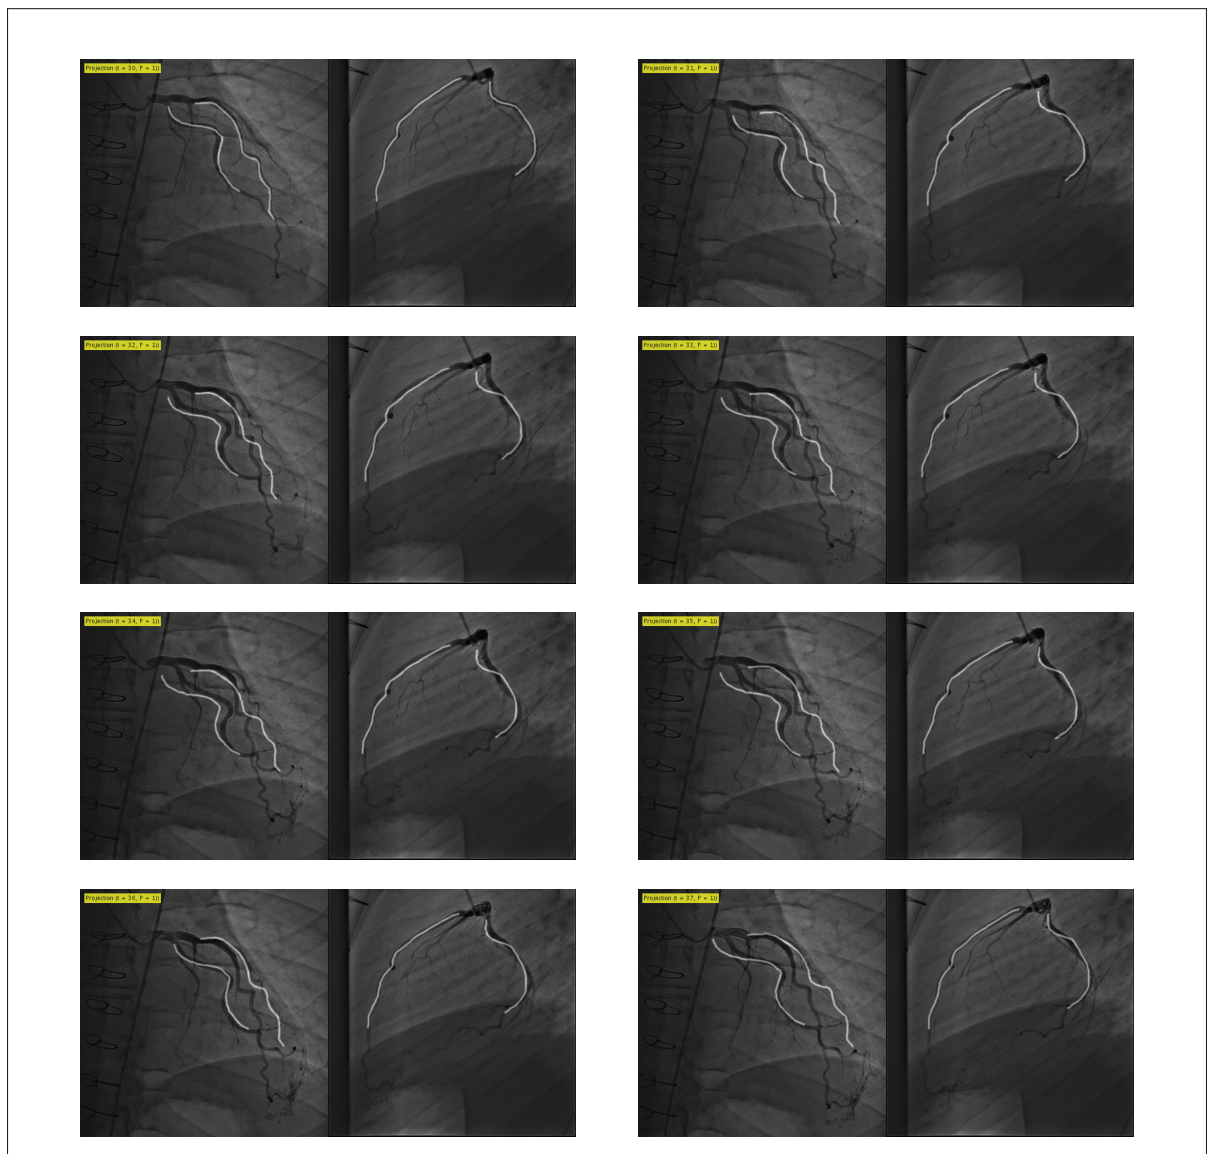 Projection (t = 30, P = 1))
Projection (t = 31, P = 1))
Projection (t = 32, P = 1))
Projection (t = 33, P = 1))
Projection (t = 34, P = 1))
Projection (t = 35, P = 1))
Projection (t = 36, P = 1))
Projection (t = 37, P = 1))